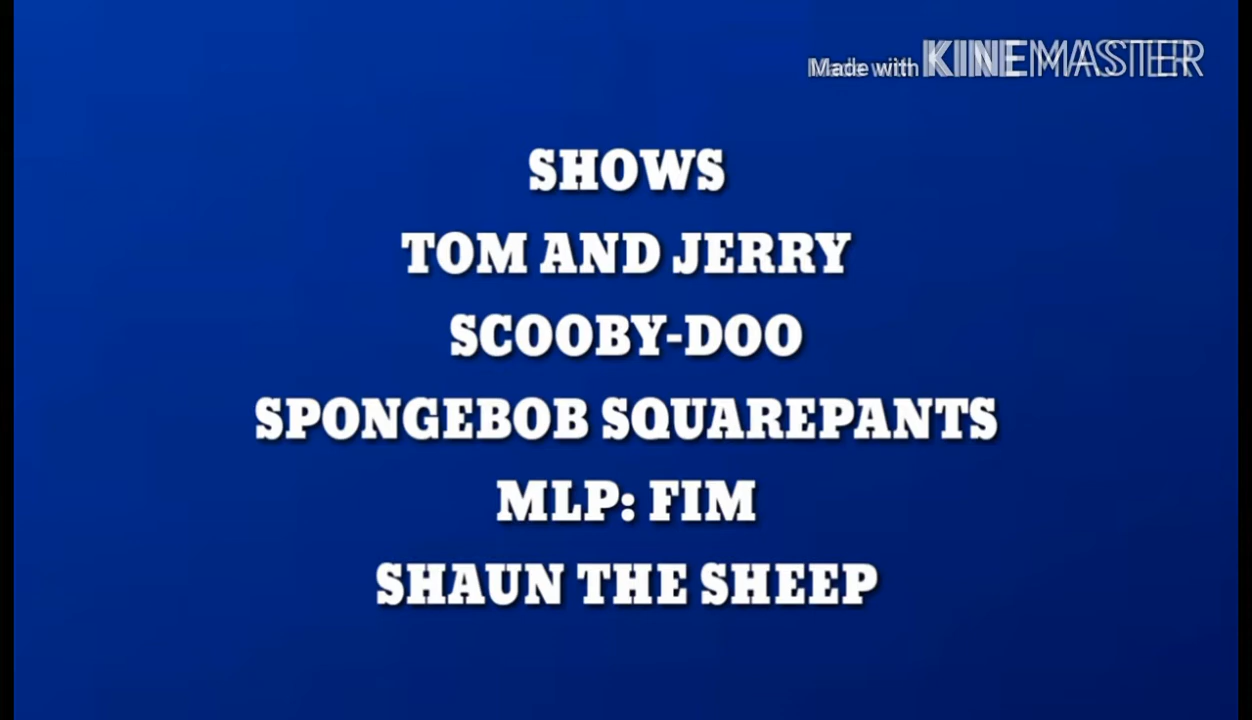 Made with KINEMASTER
SHOWS
TOM AND JERRY
SCOOBY-DOO
SPONGEBOB SQUAREPANTS
MLP: FIM
SHAUN THE SHEEP